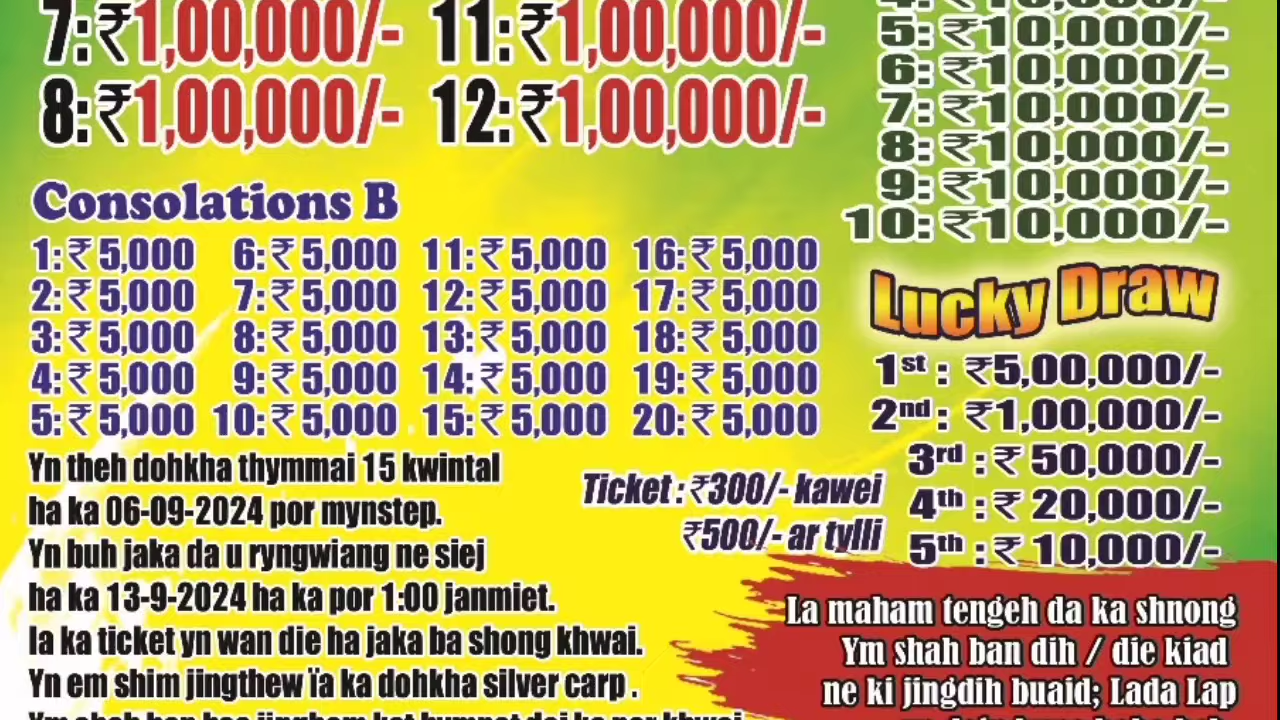 7:₹1,00,000/- 11:₹1,00,000/-
8:₹1,00,000/- 12:₹1,00,000/-
Consolations B
1:₹ 5,000 6:₹ 5,000 11:₹ 5,000 16:₹ 5,000
2:₹ 5,000 7:₹ 5,000 12:₹ 5,000 17:₹ 5,000
3:₹ 5,000 8:₹ 5,000 13:₹ 5,000 18:₹ 5,000
4:₹ 5,000 9:₹ 5,000 14:₹ 5,000 19:₹ 5,000
5:₹ 5,000 10:₹ 5,000 15:₹ 5,000 20:₹ 5,000
Yn theh dohkha thymmai 15 kwintal
ha ka 06-09-2024 por mynstep.
Yn buh jaka da u ryngwiang ne siej
ha ka 13-9-2024 ha ka por 1:00 janmiet.
Ia ka ticket yn wan die ha jaka ba shong khwai.
Yn em shim jingthew ïa ka dohkha silver carp .
Ticket :₹300/- kawei
₹500/- ar tylli
4: ₹10,000/-
5: ₹10,000/-
6: ₹10,000/-
7: ₹10,000/-
8: ₹10,000/-
9: ₹10,000/-
10: ₹10,000/-
Lucky Draw
1st : ₹5,00,000/-
2nd : ₹1,00,000/-
3rd : ₹ 50,000/-
4th : ₹ 20,000/-
5th : ₹ 10,000/-
La maham tengeh da ka shnong
Ym shah ban dih / die kiad
ne ki jingdih buaid; Lada Lap